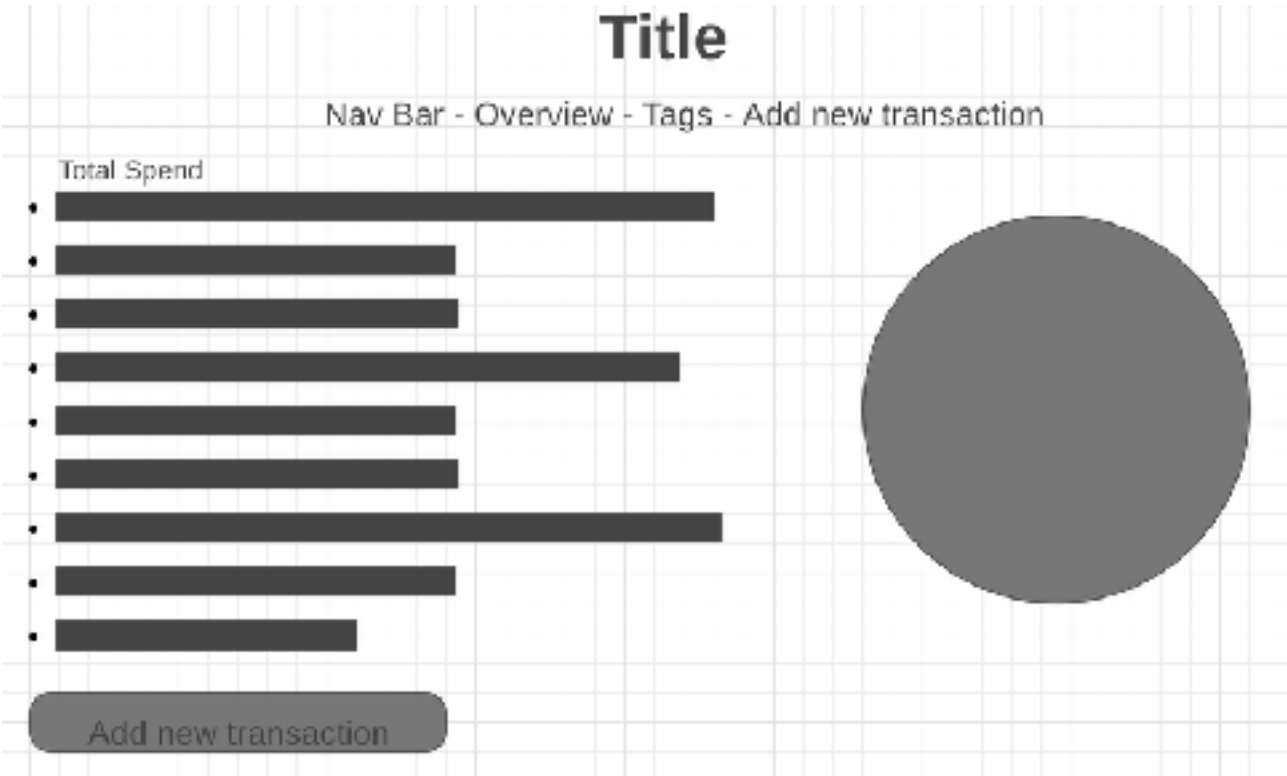 Title
Nav Bar - Overview - Tags - Add new transaction
Total Spend
Add new transaction